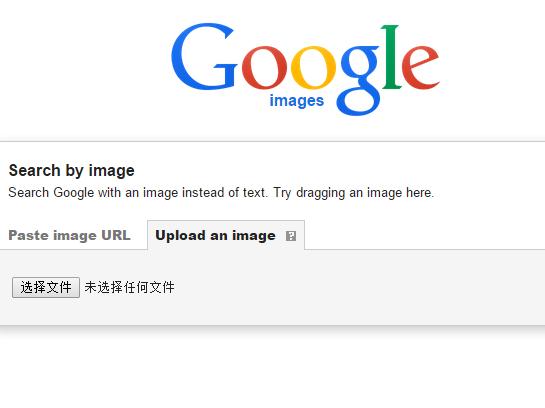 Google
images
Search by image
Search Google with an image instead of text. Try dragging an image here.
Paste image URL Upload an image ?
选择文件 未选择任何文件